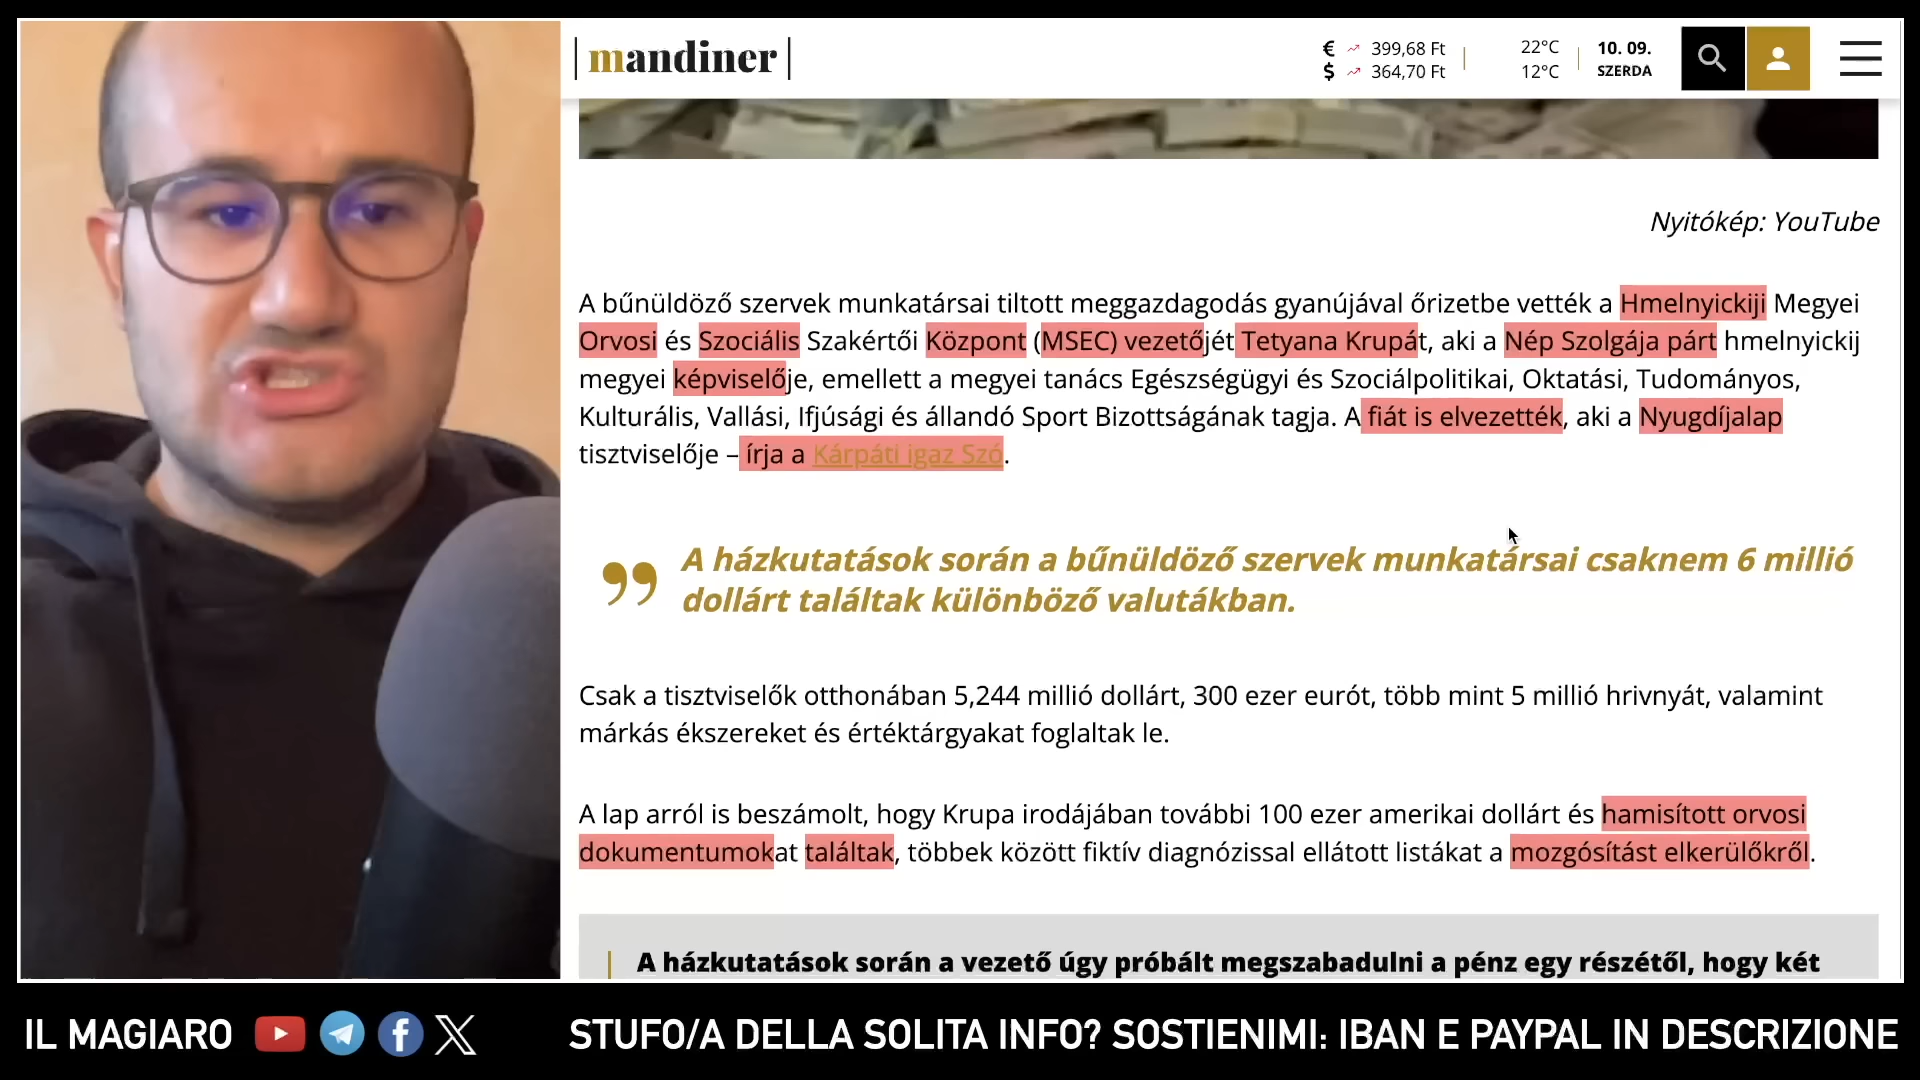 mandiner
€ 399,68 Ft
$ 364,70 Ft
22°C
12°C
10. 09.
SZERDA
Nyitókép: YouTube
A bűnüldöző szervek munkatársai tiltott meggazdagodás gyanújával őrizetbe vették a Hmelnyickiji Megyei
Orvosi és Szociális Szakértői Központ (MSEC) vezetőjét Tetyana Krupát, aki a Nép Szolgája párt hmelnyickij
megyei képviselője, emellett a megyei tanács Egészségügyi és Szociálpolitikai, Oktatási, Tudományos,
Kulturális, Vallási, Ifjúsági és állandó Sport Bizottságának tagja. A fiát is elvezették, aki a Nyugdíjalap
tisztviselője – írja a Kárpáti igaz Szó.
” A házkutatások során a bűnüldöző szervek munkatársai csaknem 6 millió
dollárt találtak különböző valutákban.
Csak a tisztviselők otthonában 5,244 millió dollárt, 300 ezer eurót, több mint 5 millió hrivnyát, valamint
márkás ékszereket és értéktárgyakat foglaltak le.
A lap arról is beszámolt, hogy Krupa irodájában további 100 ezer amerikai dollárt és hamisított orvosi
dokumentumokat találtak, többek között fiktív diagnózissal ellátott listákat a mozgósítást elkerülőkről.
A házkutatások során a vezető úgy próbált megszabadulni a pénz egy részétől, hogy két
IL MAGIARO
STUFO/A DELLA SOLITA INFO? SOSTIENIMI: IBAN E PAYPAL IN DESCRIZIONE